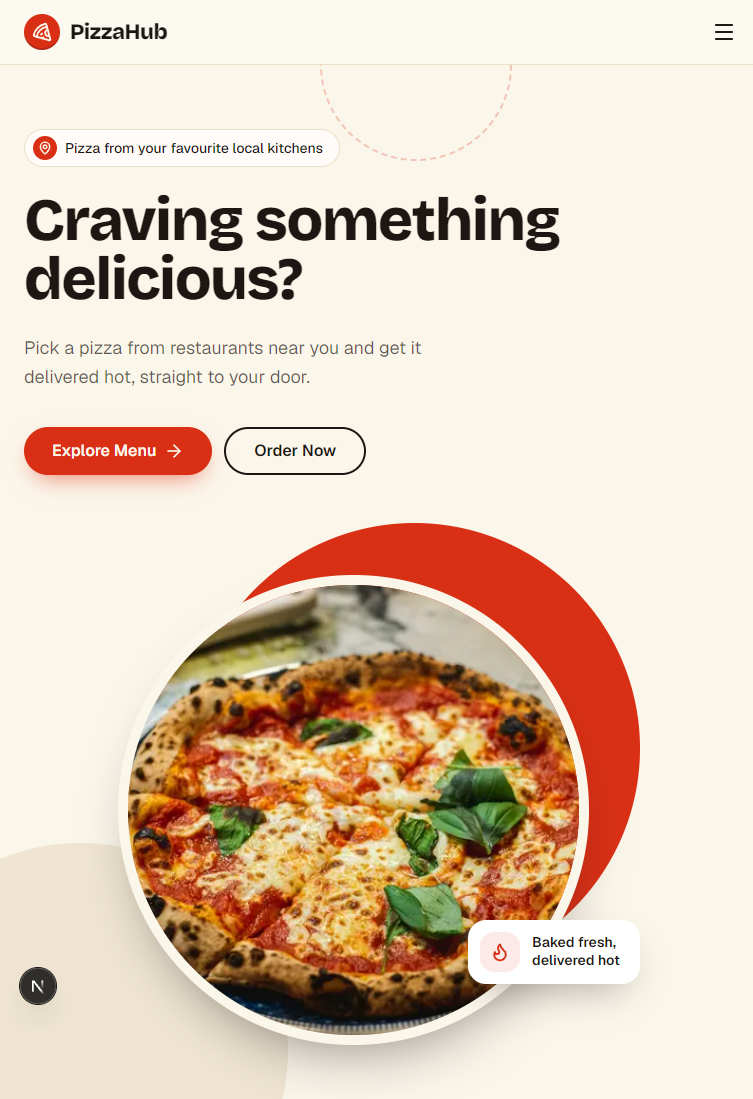 PizzaHub
Pizza from your favourite local kitchens
Craving something
delicious?
Pick a pizza from restaurants near you and get it
delivered hot, straight to your door.
Explore Menu
Order Now
Baked fresh,
delivered hot
N